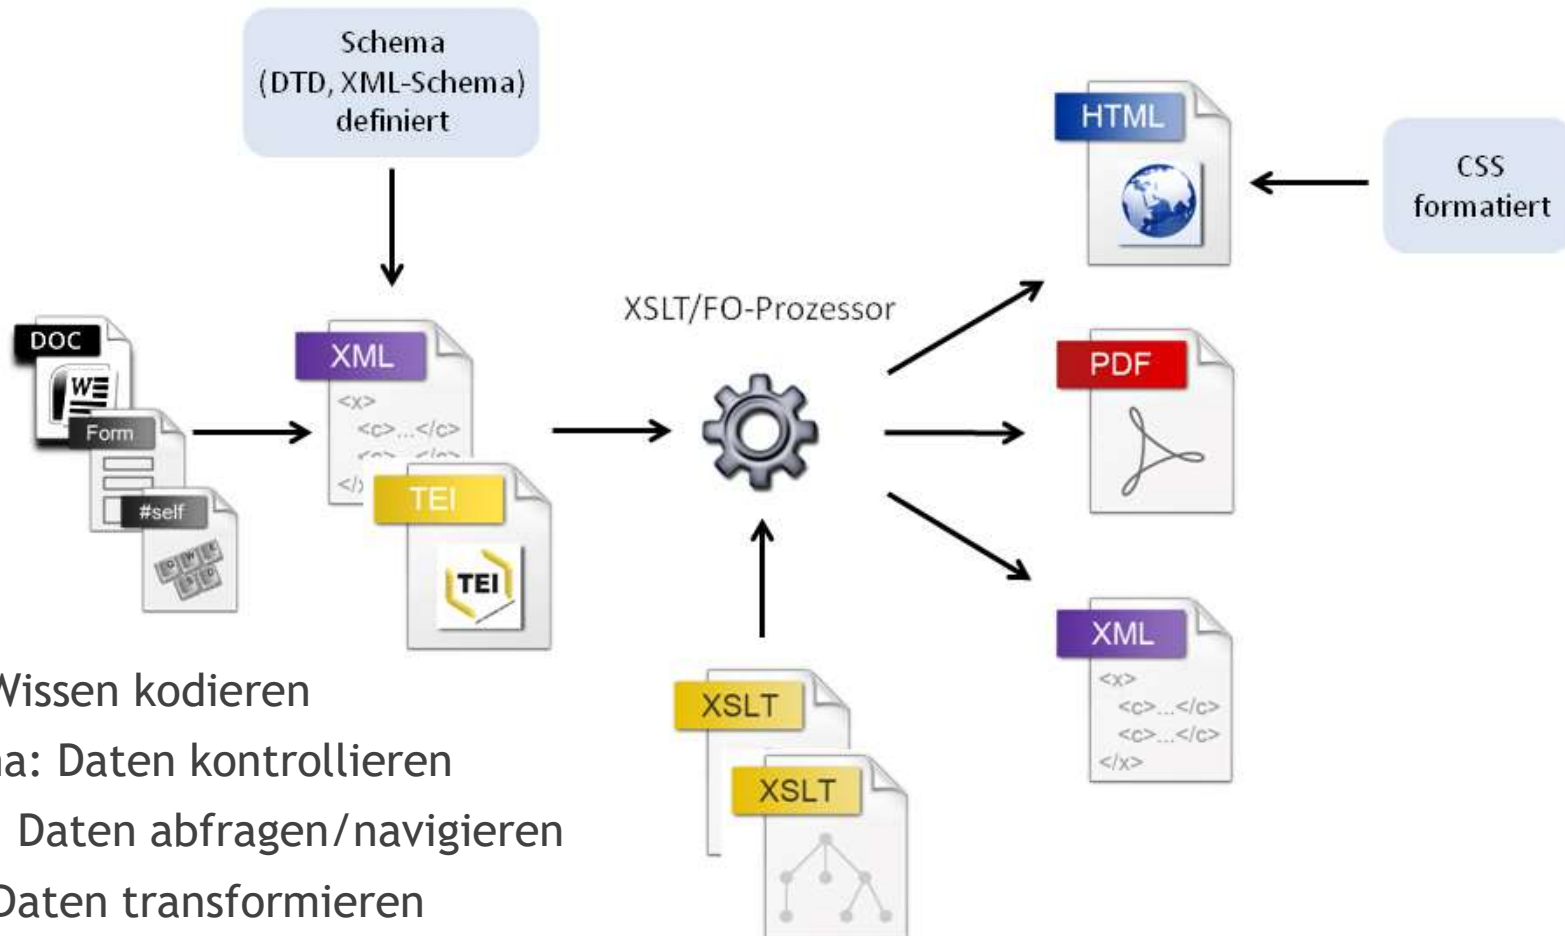 Schema
(DTD, XML-Schema)
definiert
HTML
CSS
formatiert
XSLT/FO-Prozessor
DOC
W
Form
#self
XML
<x>
<c>...</c>
TEI
TEI
PDF
XML
<x>
<c>...</c>
<c>...</c>
</x>
XSLT
XSLT
Wissen kodieren
a: Daten kontrollieren
Daten abfragen/navigieren
Daten transformieren